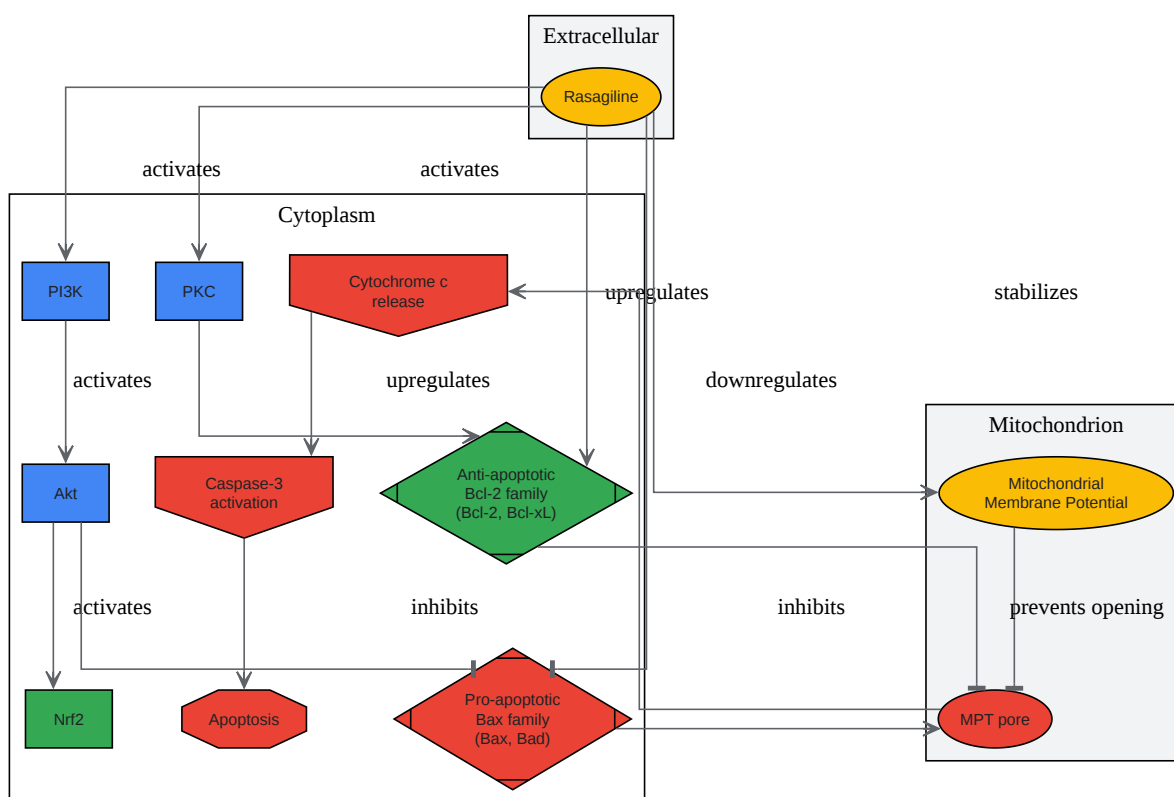 Extracellular
Rasagiline
activates
activates
Cytoplasm
PI3K
PKC
Cytochrome c
release
upregulates
stabilizes
activates
upregulates
downregulates
Mitochondrion
Akt
Caspase-3
activation
Anti-apoptotic
Bcl-2 family
(Bcl-2, Bcl-xL)
Mitochondrial
Membrane Potential
activates
inhibits
inhibits
prevents opening
Nrf2
Apoptosis
Pro-apoptotic
Bax family
(Bax, Bad)
MPT pore